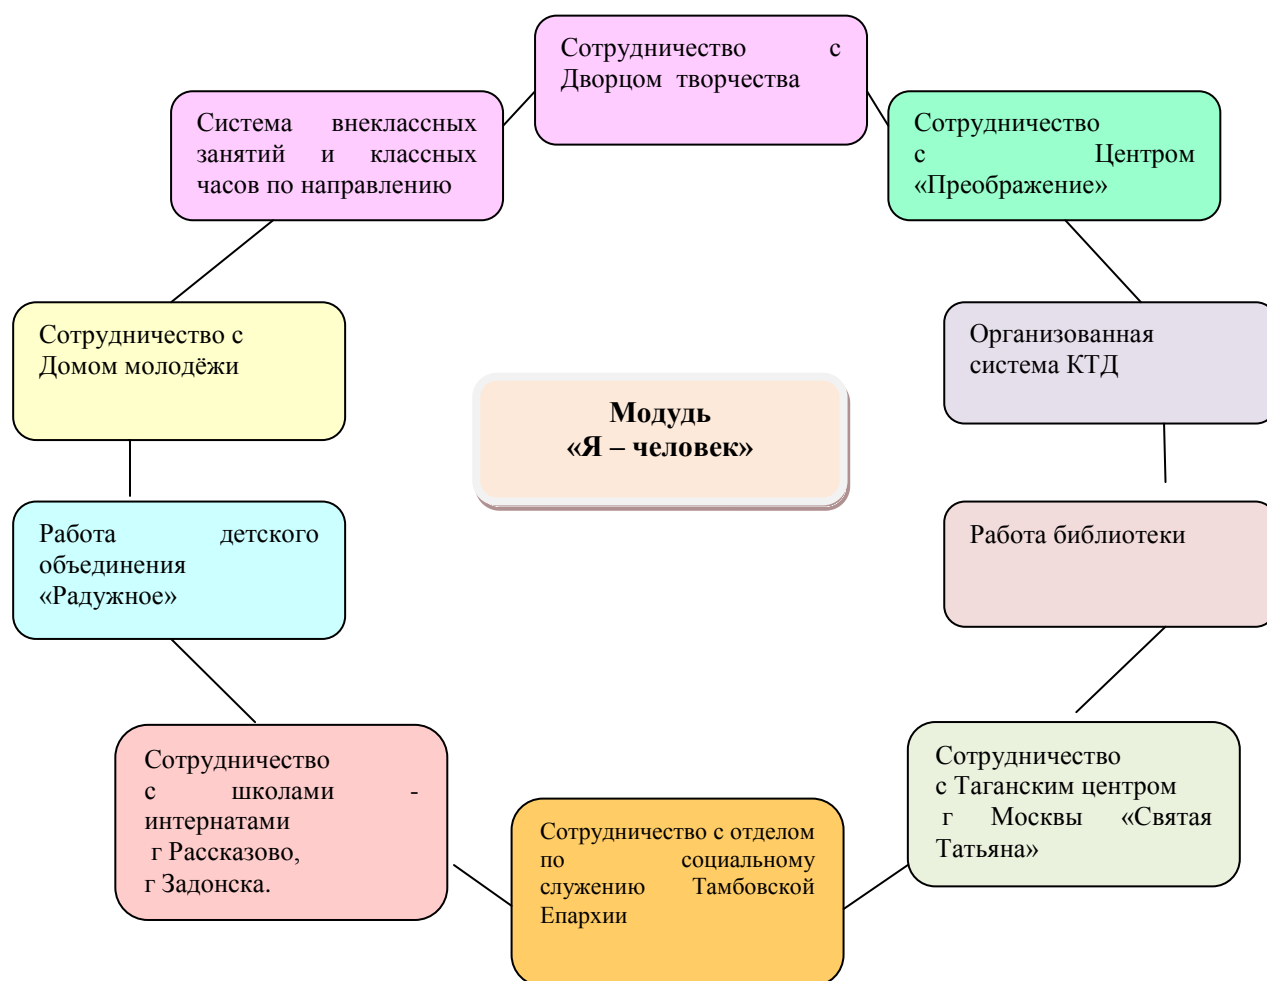 Сотрудничество с
Дворцом творчества
Система внеклассных
занятий и классных
часов по направлению
Сотрудничество
с Центром
«Преображение»
Сотрудничество с
Домом молодёжи
Организованная
система КТД
Модудь
«Я – человек»
Работа детского
объединения
«Радужное»
Работа библиотеки
Сотрудничество
с школами -
интернатами
г Рассказово,
г Задонска.
Сотрудничество с отделом
по социальному
служению Тамбовской
Епархии
Сотрудничество
с Таганским центром
г Москвы «Святая
Татьяна»